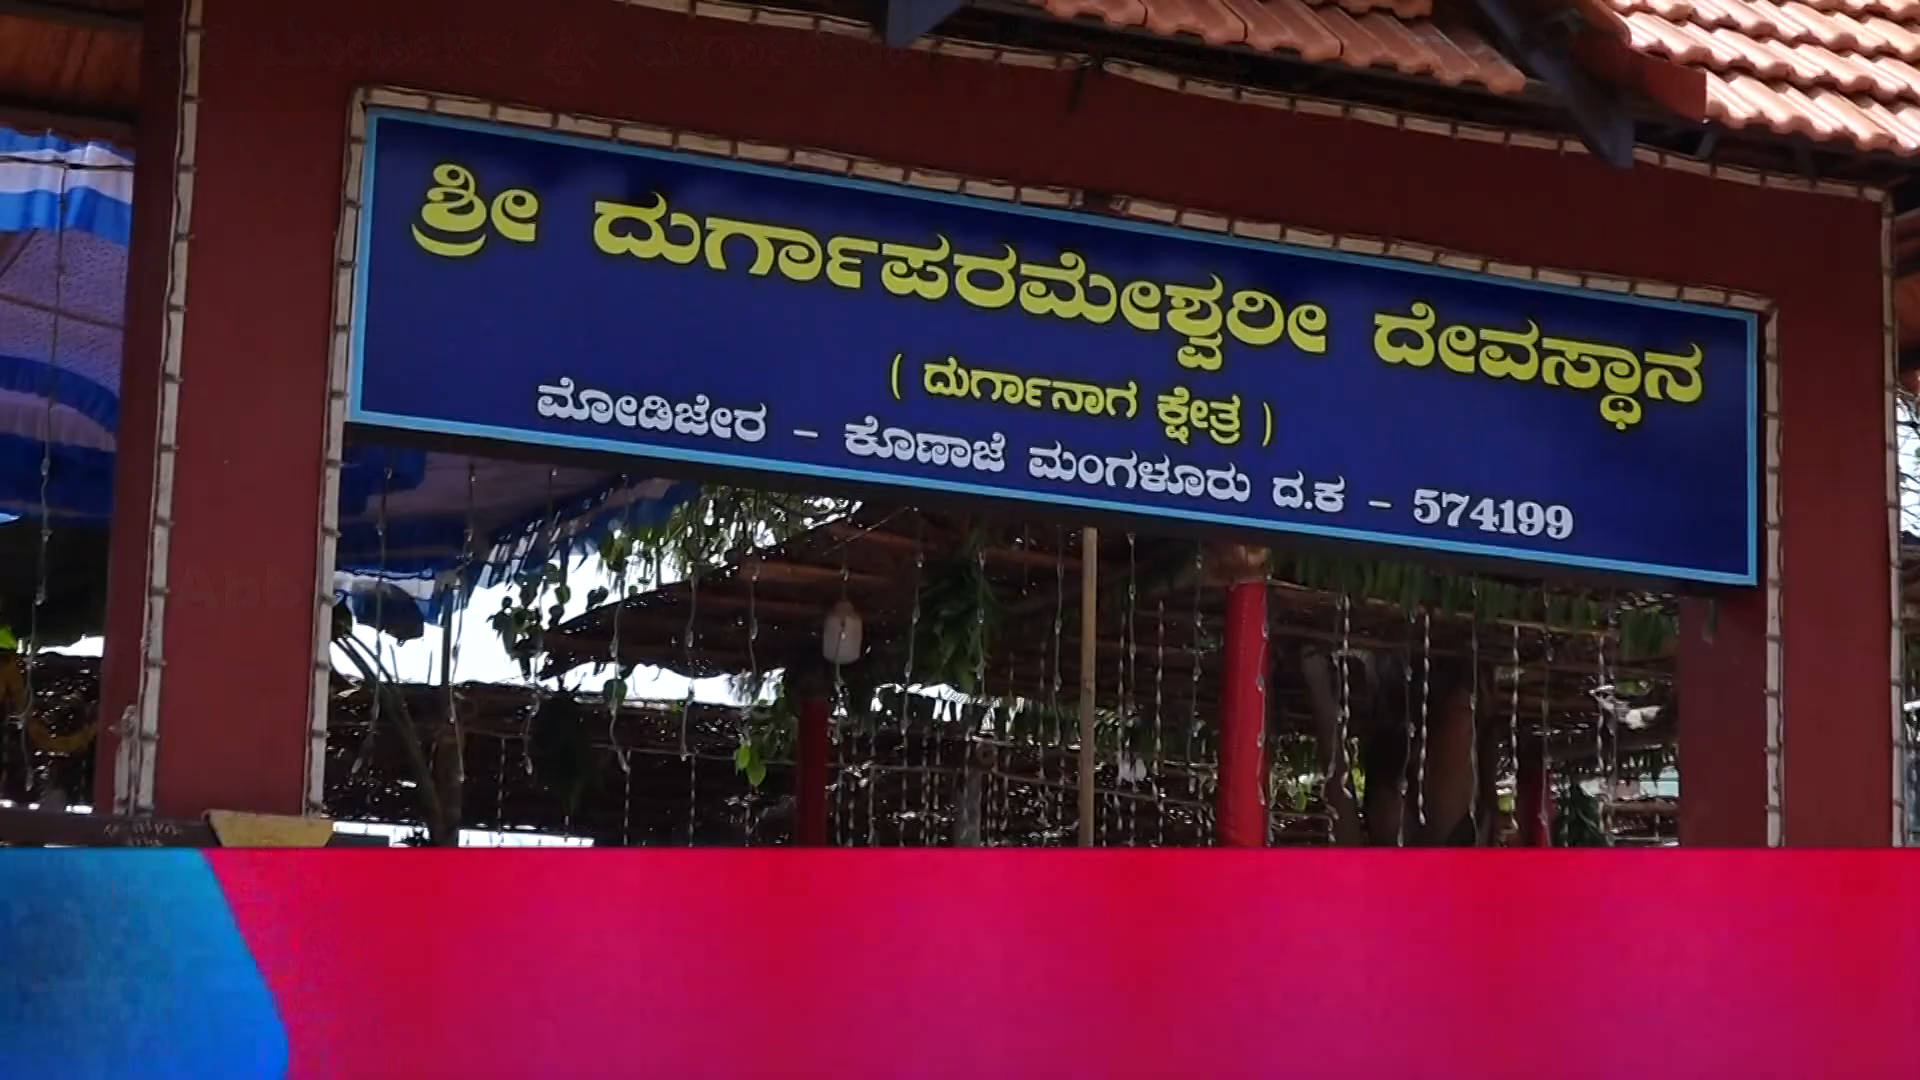 ಶ್ರೀ ದುರ್ಗಾಪರಮೇಶ್ವರೀ ದೇವಸ್ಥಾನ
( ದುರ್ಗಾನಾಗ ಕ್ಷೇತ್ರ )
ಮೋಡಿಜೇರ - ಕೊಣಾಜೆ ಮಂಗಳೂರು ದ.ಕ - 574199